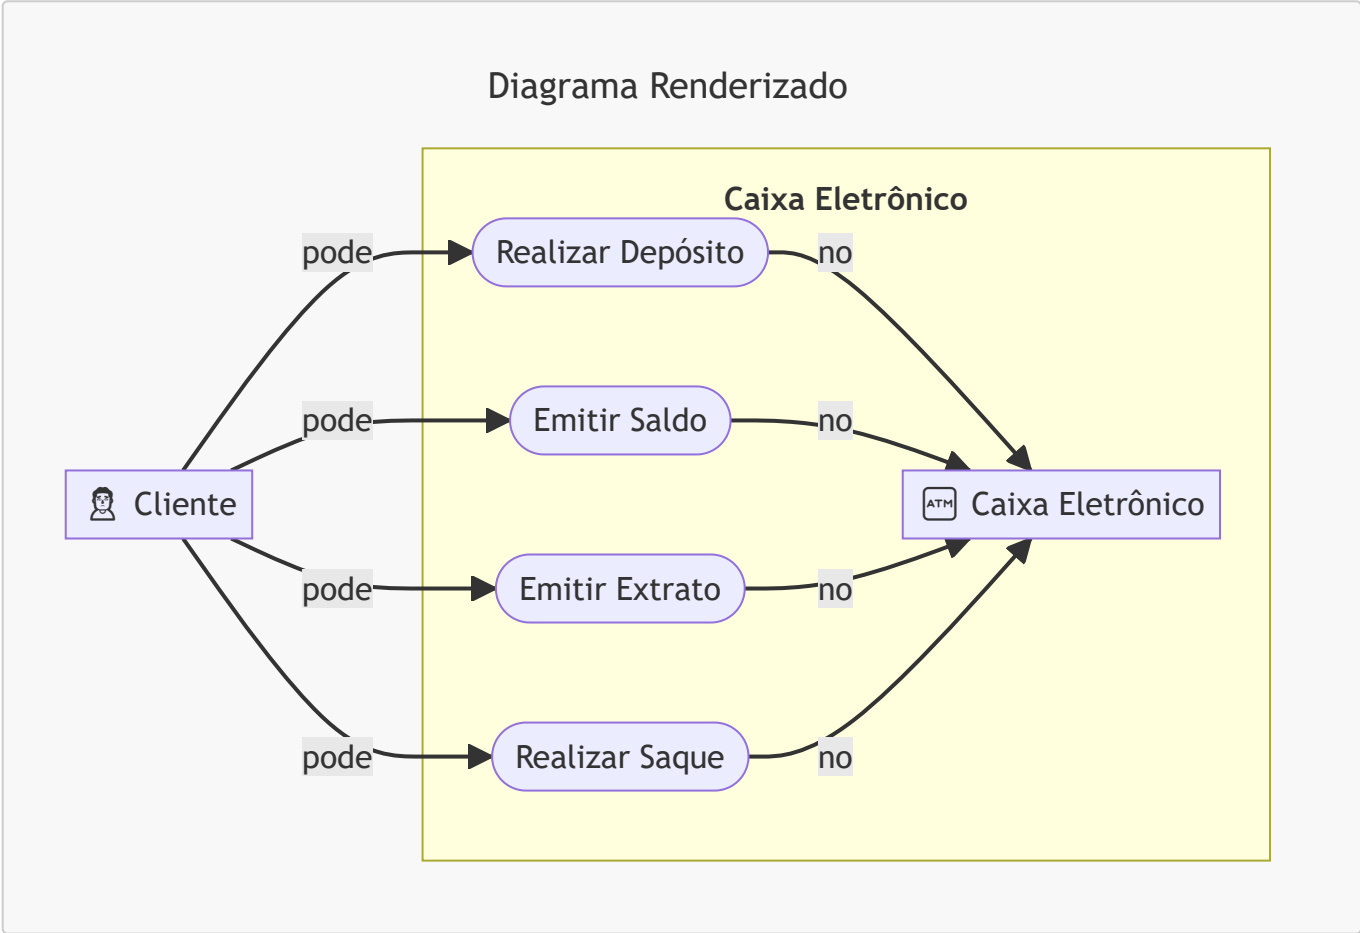 Diagrama Renderizado
Caixa Eletrônico
pode
Realizar Depósito
no
pode
Emitir Saldo
no
Cliente
ATM
Caixa Eletrônico
pode
Emitir Extrato
no
pode
Realizar Saque
no